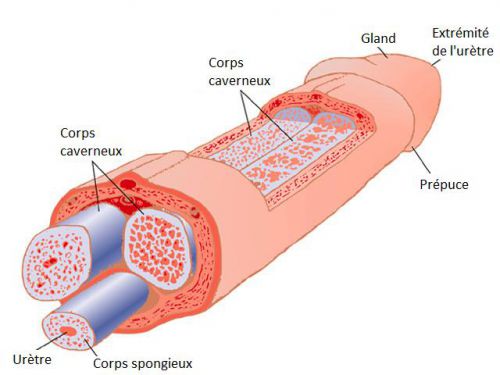 Gland
Extrémité
de l'urètre
Corps
caverneux
Corps
caverneux
Prépuce
Urètre
Corps spongieux